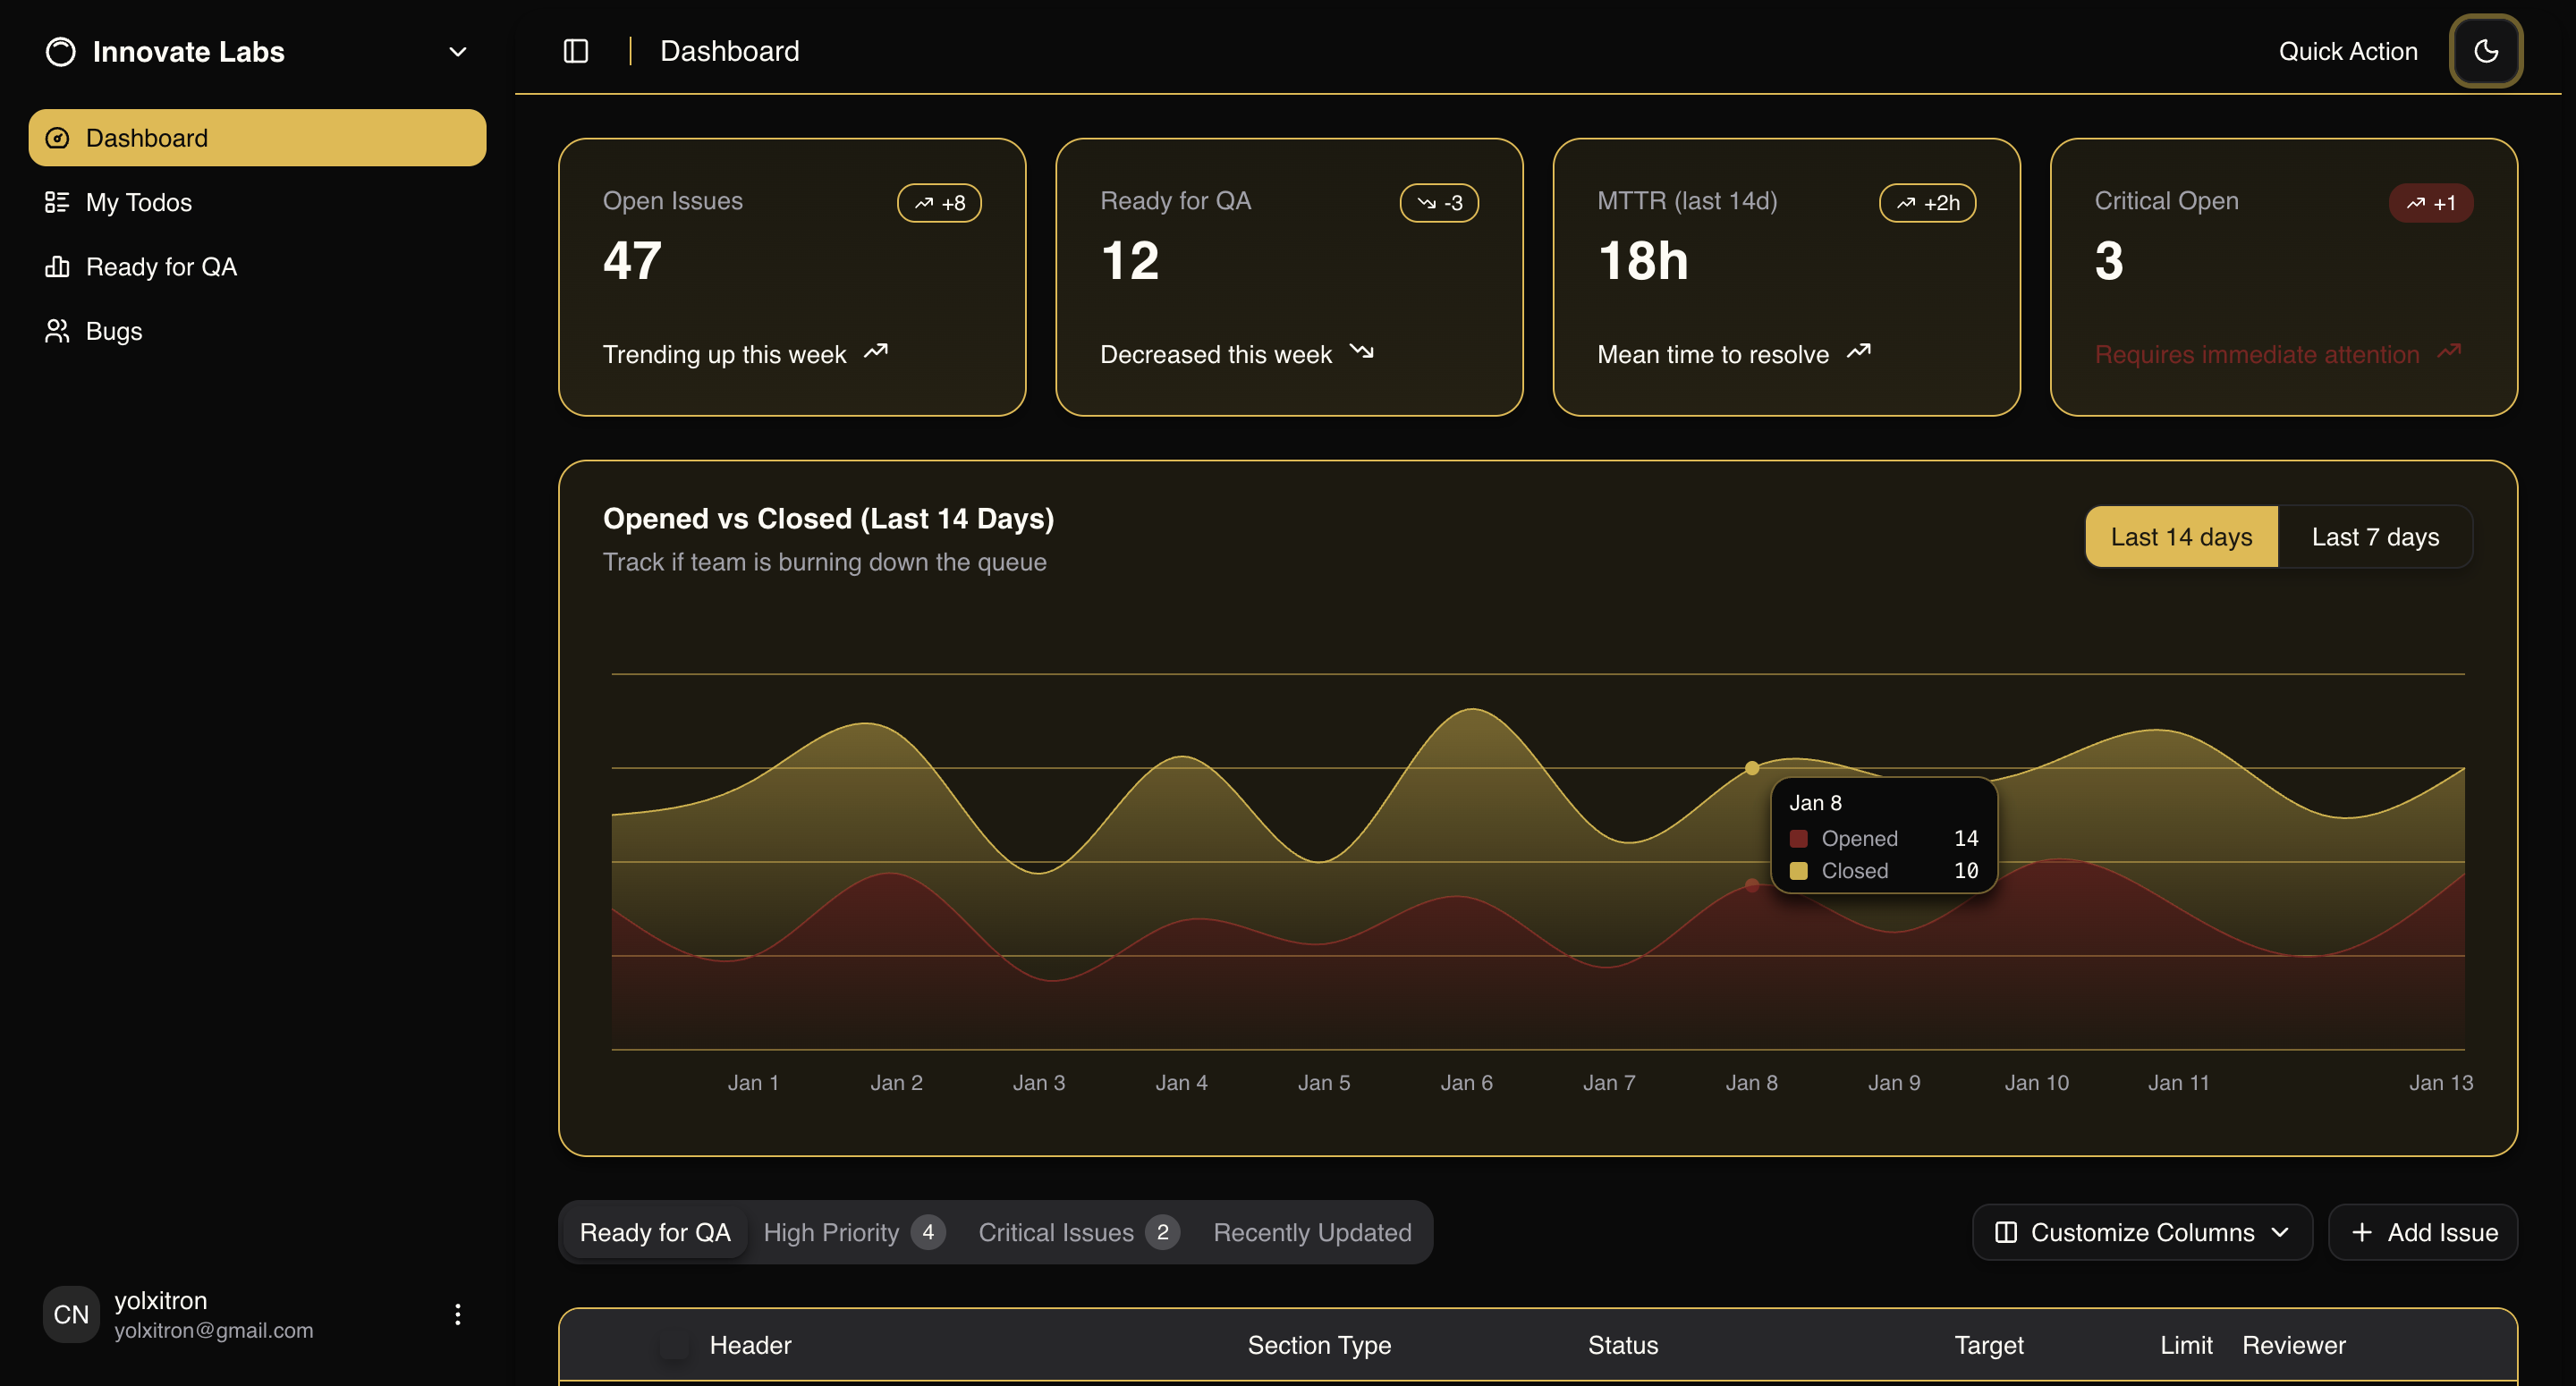 Innovate Labs
Dashboard
My Todos
Ready for QA
Bugs
yolxitron
CN
yolxitron@gmail.com
Dashboard
Quick Action
Open Issues
+8
47
Trending up this week
Ready for QA
-3
12
Decreased this week
MTTR (last 14d)
+2h
18h
Mean time to resolve
Critical Open
+1
3
Requires immediate attention
Opened vs Closed (Last 14 Days)
Track if team is burning down the queue
Last 14 days
Last 7 days
Jan 8
Opened 14
Closed 10
Jan 1 Jan 2 Jan 3 Jan 4 Jan 5 Jan 6 Jan 7 Jan 8 Jan 9 Jan 10 Jan 11 Jan 13
Ready for QA High Priority 4 Critical Issues 2 Recently Updated
Customize Columns
Add Issue
Header Section Type Status Target Limit Reviewer